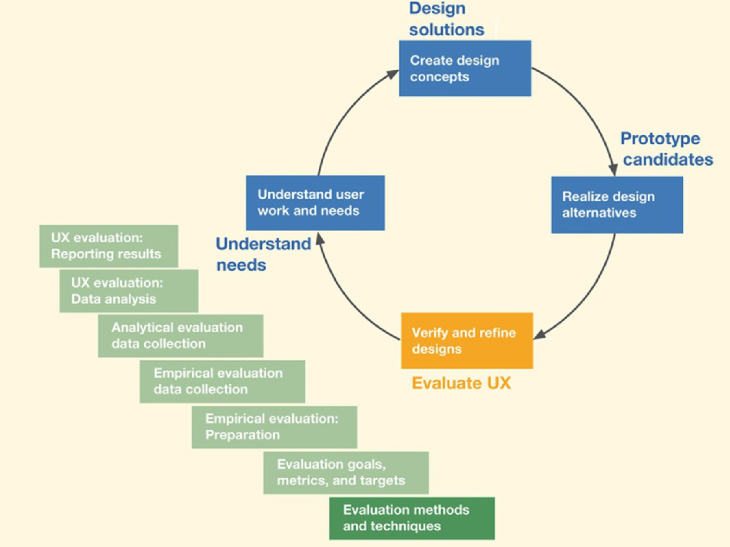 Design
solutions
Create design
concepts
Prototype
candidates
Realize design
alternatives
Understand user
work and needs
Understand
needs
Verify and refine
designs
Evaluate UX
UX evaluation:
Reporting results
UX evaluation:
Data analysis
Analytical evaluation
data collection
Empirical evaluation
data collection
Empirical evaluation:
Preparation
Evaluation goals,
metrics, and targets
Evaluation methods
and techniques